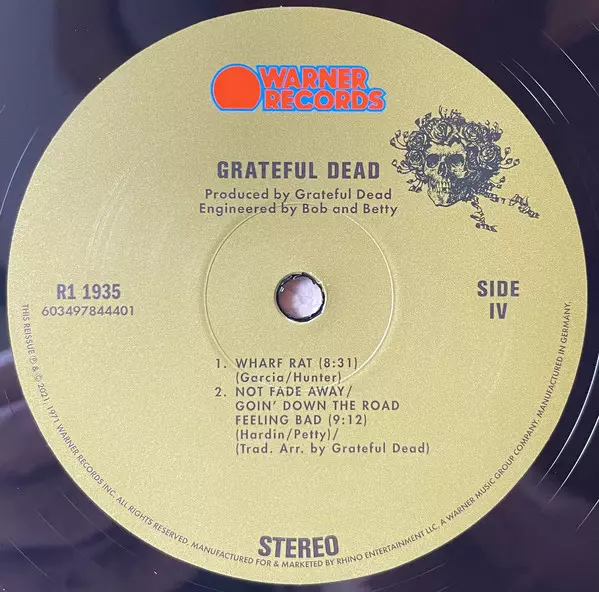 WARNER
RECORDS
GRATEFUL DEAD
Produced by Grateful Dead
Engineered by Bob and Betty
R1 1935
603497844401
SIDE
IV
1. WHARF RAT (8:31)
(Garcia/Hunter)
2. NOT FADE AWAY/
GOIN' DOWN THE ROAD
FEELING BAD (9:12)
(Hardin/Petty)/
(Trad. Arr. by Grateful Dead)
STEREO
THIS REISSUE ℗ & © 2021, 1971 WARNER RECORDS INC. ALL RIGHTS RESERVED. MANUFACTURED FOR & MARKETED BY RHINO ENTERTAINMENT LLC. A WARNER MUSIC GROUP COMPANY. MANUFACTURED IN GERMANY.